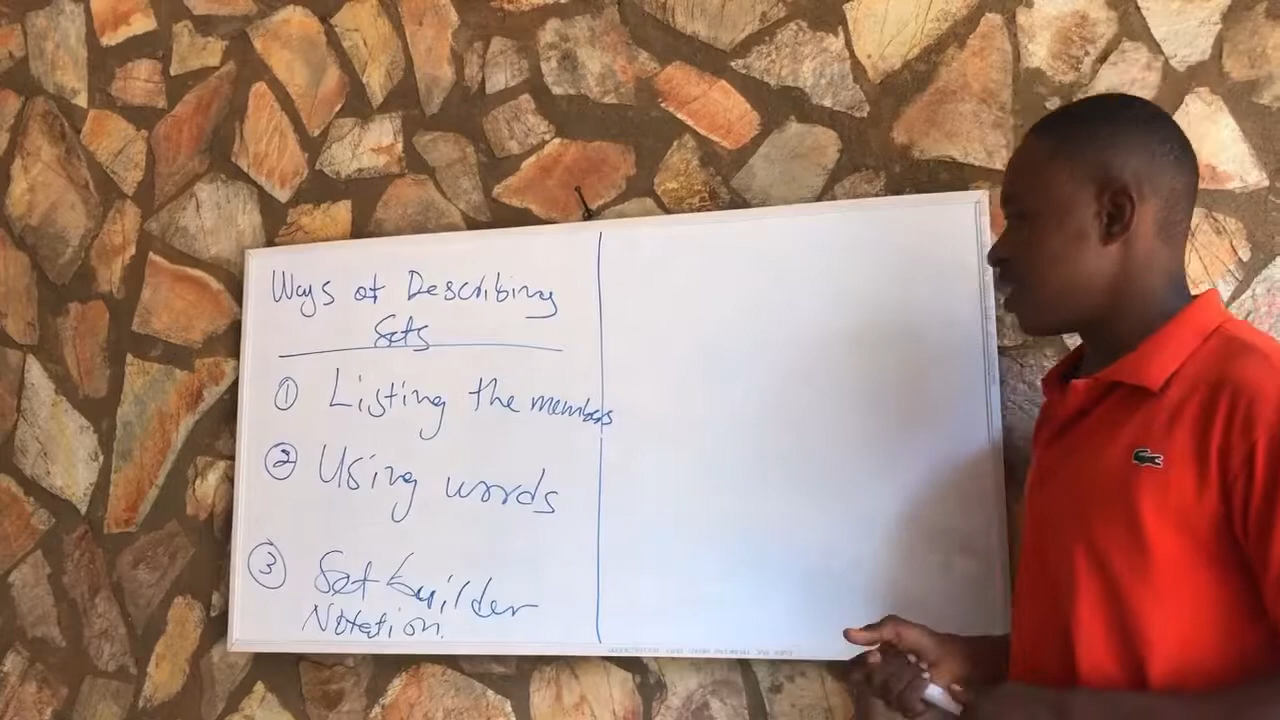 Ways of Describing
Sets
① Listing the members
② Using words
③ Set builder
Notation.